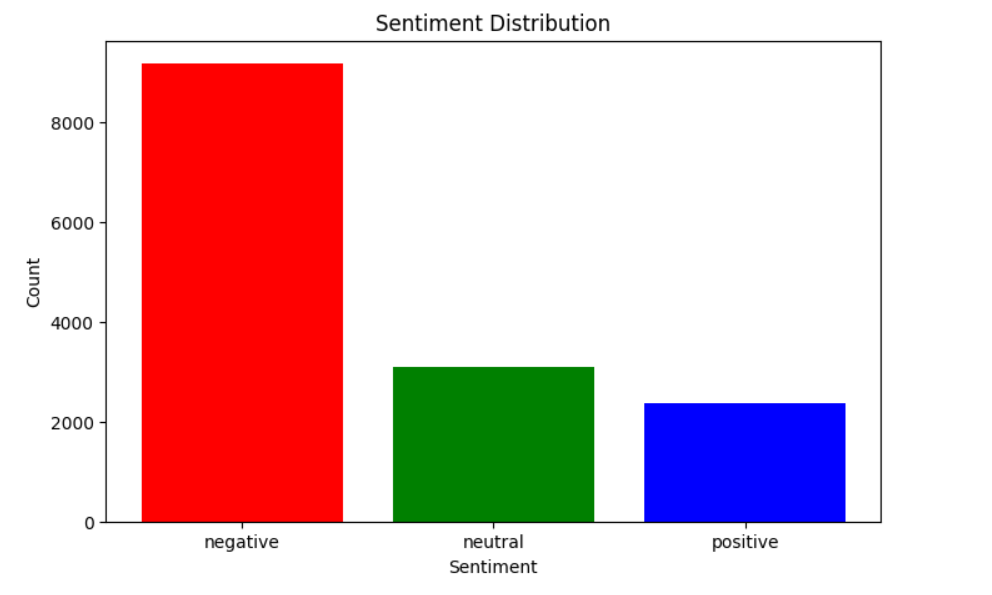 Sentiment Distribution
8000
6000
4000
2000
0
Count
negative neutral positive
Sentiment